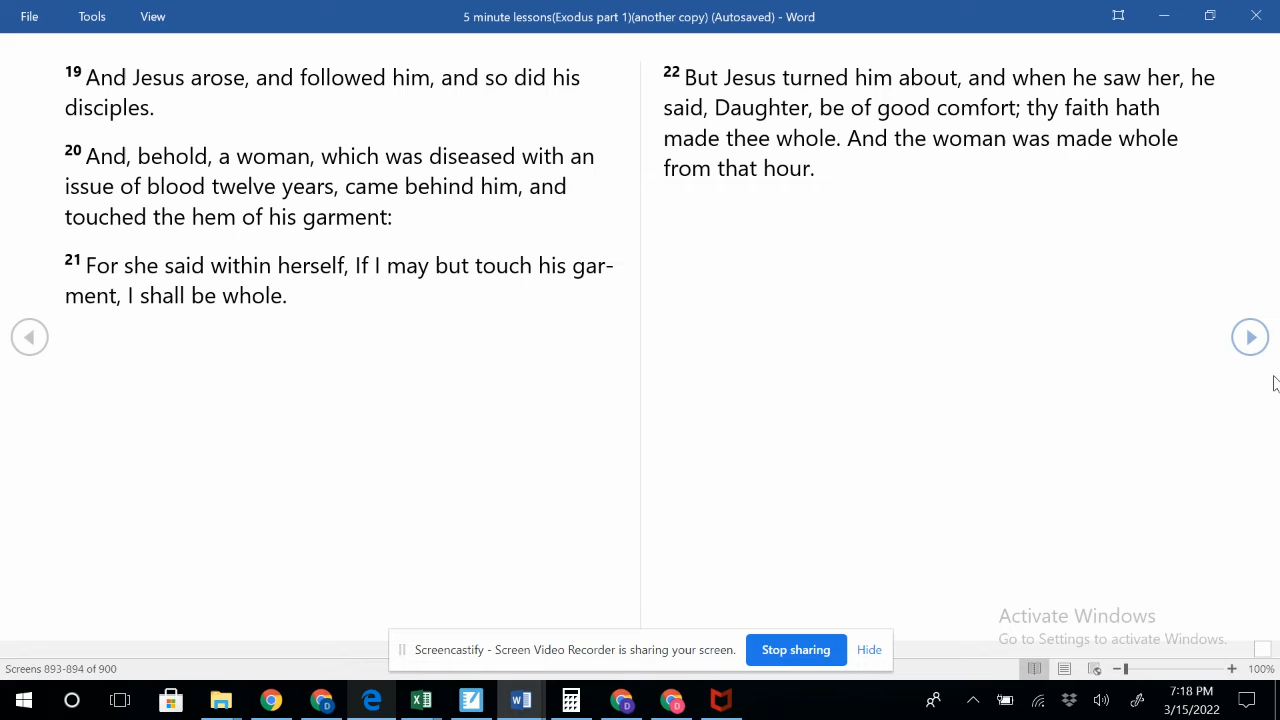 File Tools View 5 minute lessons(Exodus part 1)(another copy) (Autosaved) - Word
19 And Jesus arose, and followed him, and so did his
disciples.
20 And, behold, a woman, which was diseased with an
issue of blood twelve years, came behind him, and
touched the hem of his garment:
21 For she said within herself, If I may but touch his gar-
ment, I shall be whole.
22 But Jesus turned him about, and when he saw her, he
said, Daughter, be of good comfort; thy faith hath
made thee whole. And the woman was made whole
from that hour.
Activate Windows
Go to Settings to activate Windows.
Screencastify - Screen Video Recorder is sharing your screen. Stop sharing Hide
Screens 893-894 of 900
100%
7:18 PM
3/15/2022